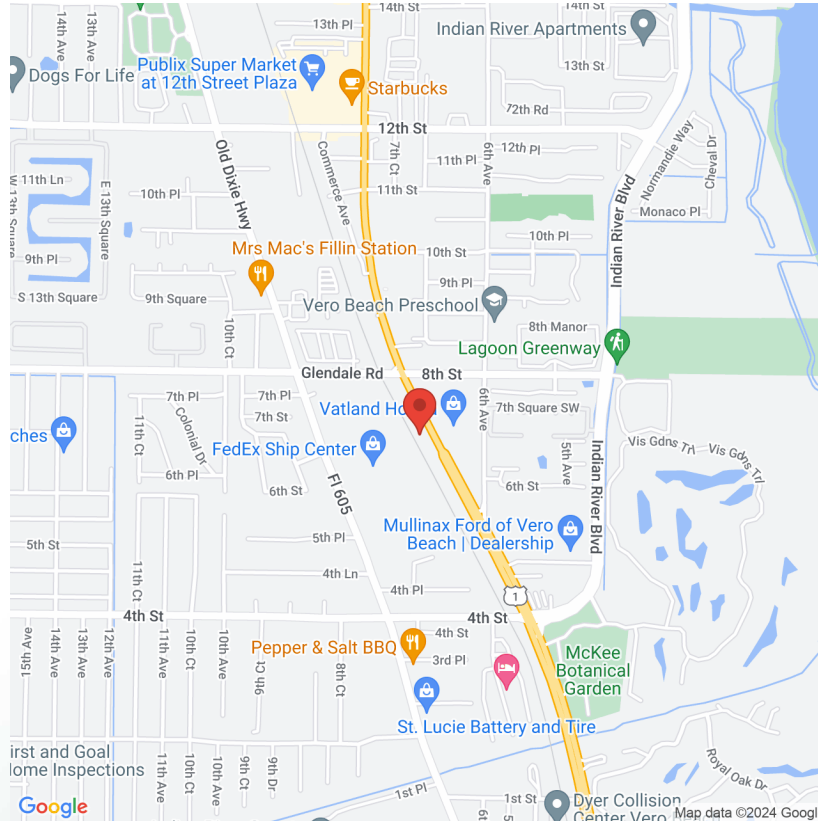 14th St
14th St
13th Pl
Indian River Apartments
14th Ave
13th Ave
13th St
Publix Super Market
at 12th Street Plaza
Dogs For Life
Starbucks
12th St
7th Ct
6th Ave
12th Pl
11th Pl
11th St
Commerce Ave
Old Dixie Hwy
Normandie Way
Cheval Dr
Monaco Pl
Indian River Blvd
11th Ln
10th Pl
W 13th Square
E 13th Square
9th Pl
S 13th Square
10th Pl
10th St
9th Pl
Mrs Mac's Fillin Station
9th Square
10th Ct
Vero Beach Preschool
8th Manor
Lagoon Greenway
Glendale Rd
8th St
7th Pl
7th Pl
7th St
Vatland
6th Ave
7th Square SW
5th Ave
Vis Gdns Trl
Vis Gdns Trl
11th Ct
Colonial Dr
FedEx Ship Center
6th Pl
6th St
6th St
Fl 605
Indian River Blvd
5th St
5th Pl
Mullinax Ford of Vero
Beach | Dealership
11th Ct
4th Ln
4th Pl
1
4th St
4th St
15th Ave
14th Ave
13th Ave
12th Ave
11th Ave
10th Ct
10th Ave
9th Ct
8th Ct
4th St
3rd Pl
Pepper & Salt BBQ
McKee
Botanical
Garden
St. Lucie Battery and Tire
irst and Goal
ome Inspections
11th Ave
10th Ct
9th Ct
9th Dr
Royal Oak Dr
1st Pl
1st St
6th Ave
Dyer Collision
Center Vero
Google
Map data ©2024 Googl